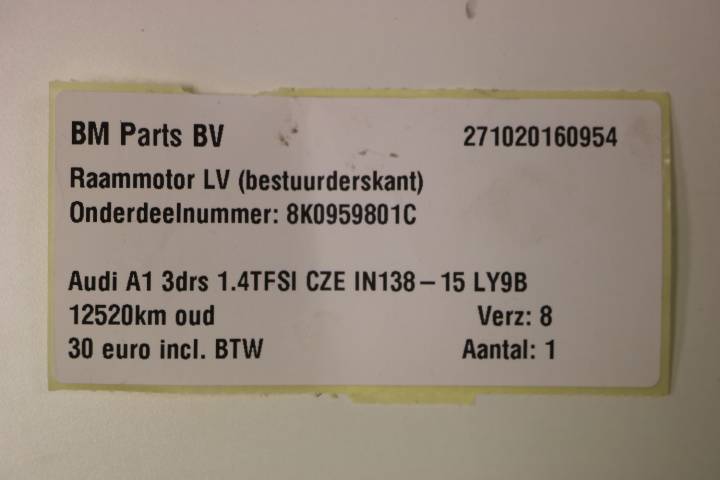 BM Parts BV 271020160954
Raammotor LV (bestuurderskant)
Onderdeelnummer: 8K0959801C
Audi A1 3drs 1.4TFSI CZE IN138-15 LY9B
12520km oud Verz: 8
30 euro incl. BTW Aantal: 1